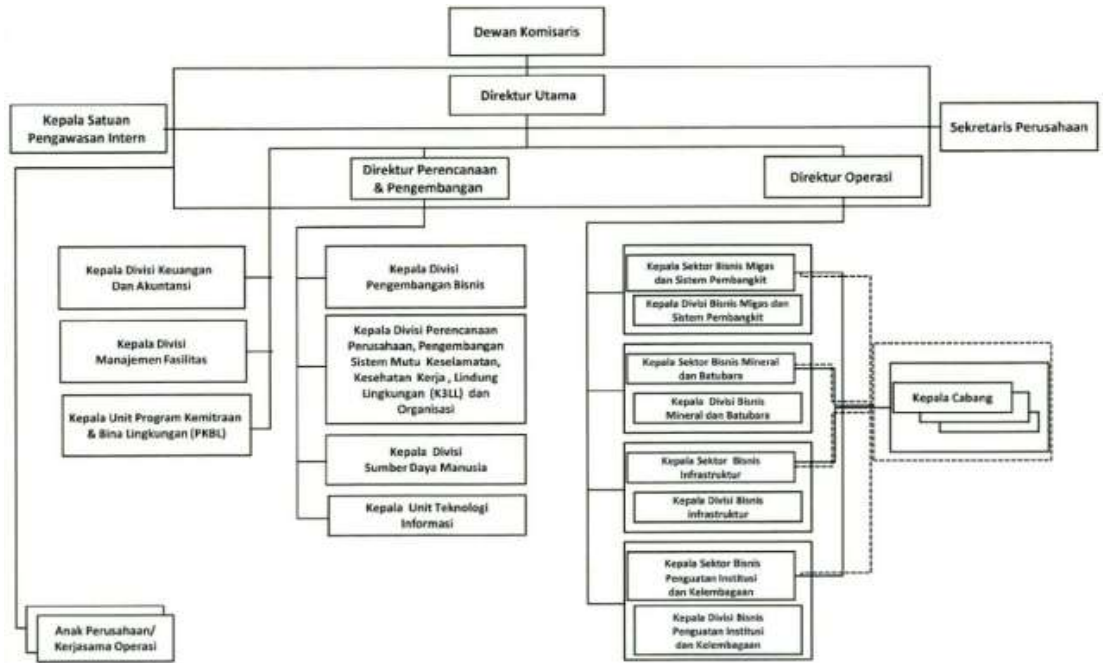 Dewan Komisaris
Direktur Utama
Kepala Satuan
Pengawasan Intern
Sekretaris Perusahaan
Direktur Perencanaan
& Pengembangan
Direktur Operasi
Kepala Divisi Keuangan
Dan Akuntansi
Kepala Divisi
Manajemen Fasilitas
Kepala Unit Program Kemitraan
& Bina Lingkungan (PKBL)
Kepala Divisi
Pengembangan Bisnis
Kepala Divisi Perencanaan
Perusahaan, Pengembangan
Sistem Mutu Keselamatan,
Kesehatan Kerja , Lindung
Lingkungan (K3LL) dan
Organisasi
Kepala Divisi
Sumber Daya Manusia
Kepala Unit Teknologi
Informasi
Kepala Sektor Bisnis Migas
dan Sistem Pembangkit
Kepala Divisi Bisnis Migas dan
Sistem Pembangkit
Kepala Sektor Bisnis Mineral
dan Batubara
Kepala Divisi Bisnis
Mineral dan Batubara
Kepala Sektor Bisnis
Infrastruktur
Kepala Divisi Bisnis
infrastruktur
Kepala Sektor Bisnis
Penguatan Institusi
dan Kelembagaan
Kepala Divisi Bisnis
Penguatan Institusi
dan Kelembagaan
Kepala Cabang
Anak Perusahaan/
Kerjasama Operasi